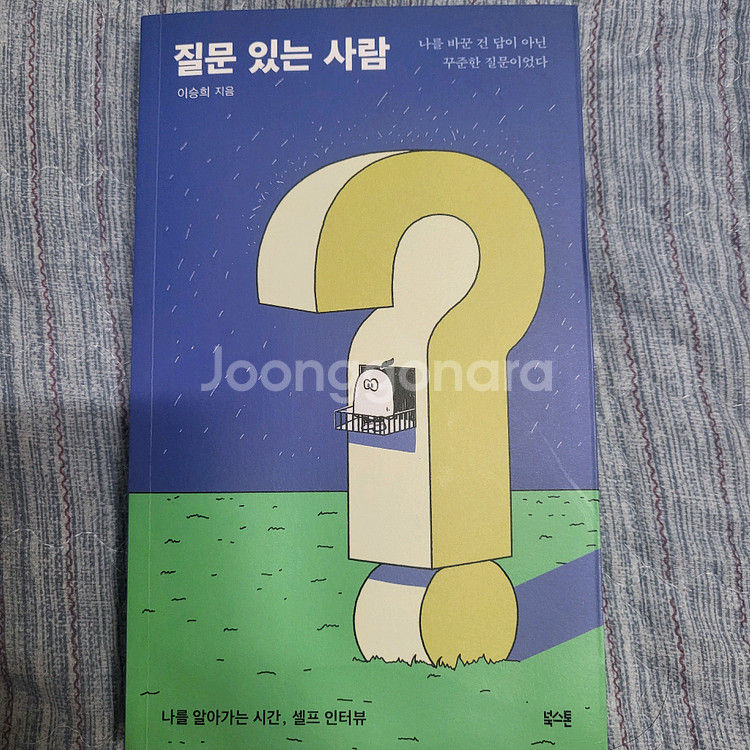 질문 있는 사람
이승희 지음
나를 바꾼 건 답이 아닌
꾸준한 질문이었다
Joonggonara
나를 알아가는 시간, 셀프 인터뷰
북스톤